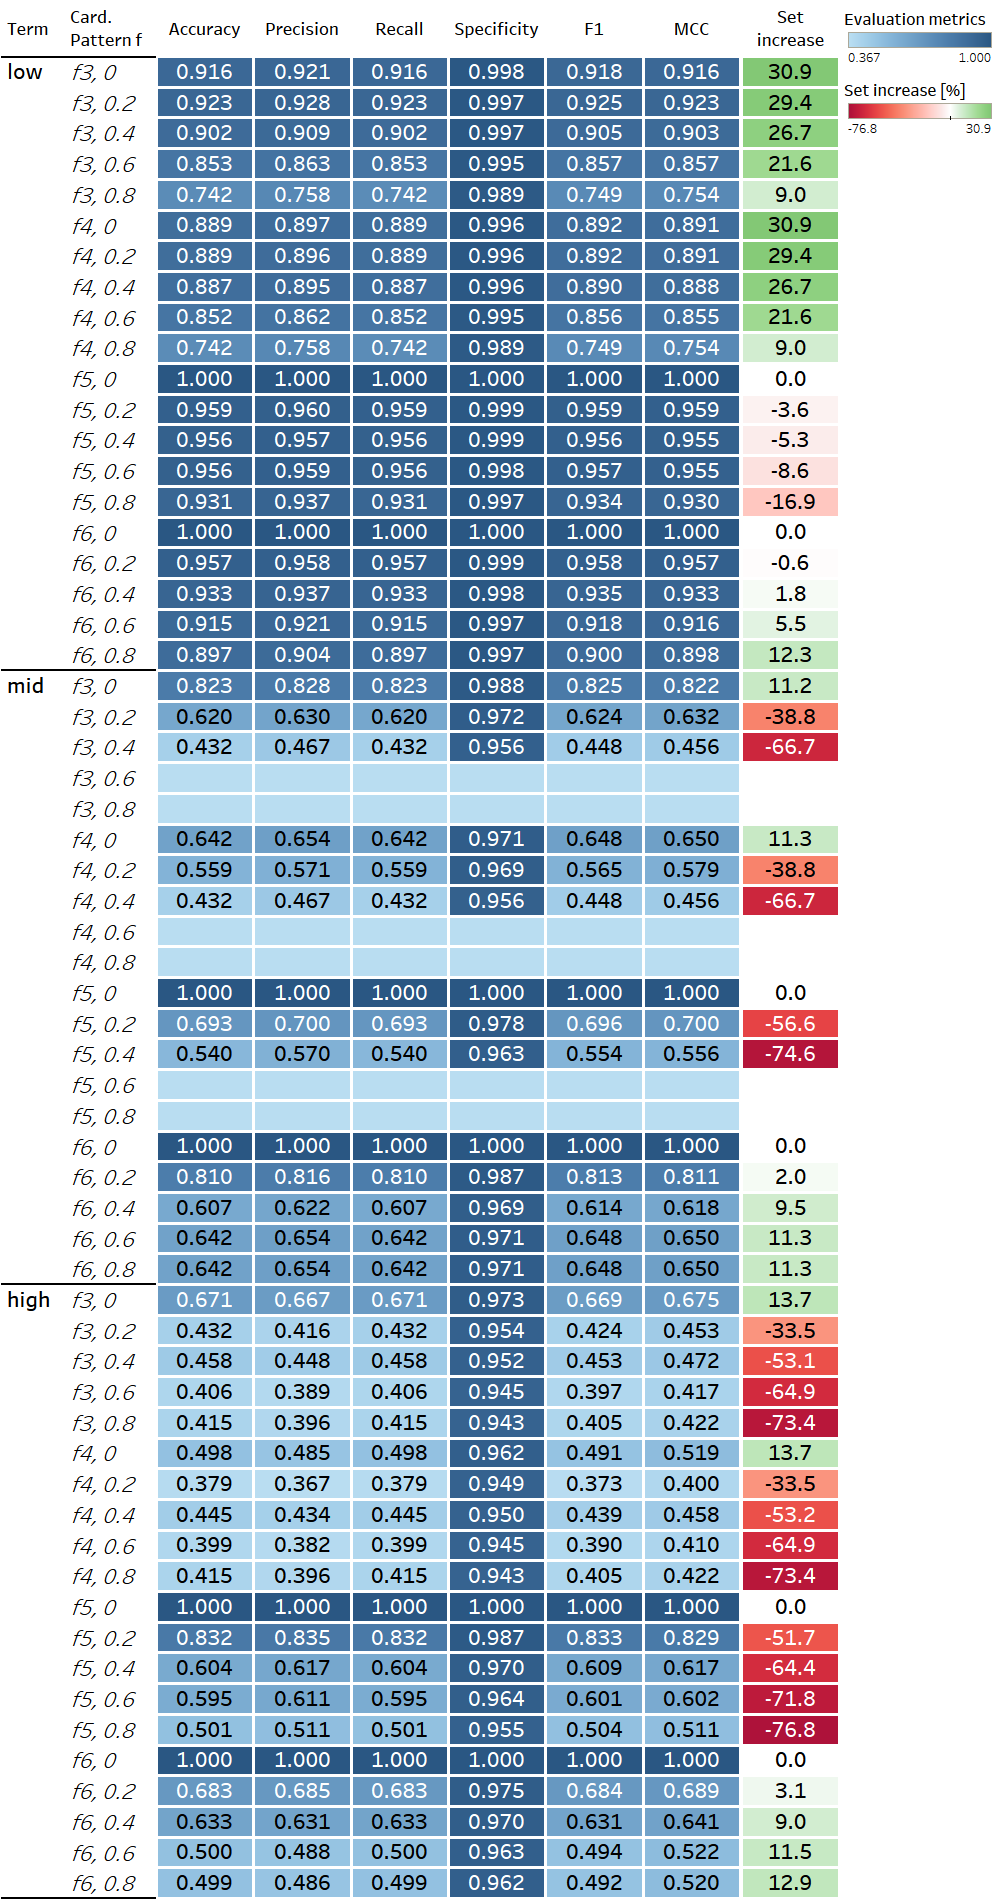 Term Card. Pattern f Accuracy Precision Recall Specificity F1 MCC Set increase
Evaluation metrics
0.367 1.000
Set increase [%]
-76.8 30.9
low f3, 0 0.916 0.921 0.916 0.998 0.918 0.916 30.9
f3, 0.2 0.923 0.928 0.923 0.997 0.925 0.923 29.4
f3, 0.4 0.902 0.909 0.902 0.997 0.905 0.903 26.7
f3, 0.6 0.853 0.863 0.853 0.995 0.857 0.857 21.6
f3, 0.8 0.742 0.758 0.742 0.989 0.749 0.754 9.0
f4, 0 0.889 0.897 0.889 0.996 0.892 0.891 30.9
f4, 0.2 0.889 0.896 0.889 0.996 0.892 0.891 29.4
f4, 0.4 0.887 0.895 0.887 0.996 0.890 0.888 26.7
f4, 0.6 0.852 0.862 0.852 0.995 0.856 0.855 21.6
f4, 0.8 0.742 0.758 0.742 0.989 0.749 0.754 9.0
f5, 0 1.000 1.000 1.000 1.000 1.000 1.000 0.0
f5, 0.2 0.959 0.960 0.959 0.999 0.959 0.959 -3.6
f5, 0.4 0.956 0.957 0.956 0.999 0.956 0.955 -5.3
f5, 0.6 0.956 0.959 0.956 0.998 0.957 0.955 -8.6
f5, 0.8 0.931 0.937 0.931 0.997 0.934 0.930 -16.9
f6, 0 1.000 1.000 1.000 1.000 1.000 1.000 0.0
f6, 0.2 0.957 0.958 0.957 0.999 0.958 0.957 -0.6
f6, 0.4 0.933 0.937 0.933 0.998 0.935 0.933 1.8
f6, 0.6 0.915 0.921 0.915 0.997 0.918 0.916 5.5
f6, 0.8 0.897 0.904 0.897 0.997 0.900 0.898 12.3
mid f3, 0 0.823 0.828 0.823 0.988 0.825 0.822 11.2
f3, 0.2 0.620 0.630 0.620 0.972 0.624 0.632 -38.8
f3, 0.4 0.432 0.467 0.432 0.956 0.448 0.456 -66.7
f3, 0.6
f3, 0.8
f4, 0 0.642 0.654 0.642 0.971 0.648 0.650 11.3
f4, 0.2 0.559 0.571 0.559 0.969 0.565 0.579 -38.8
f4, 0.4 0.432 0.467 0.432 0.956 0.448 0.456 -66.7
f4, 0.6
f4, 0.8
f5, 0 1.000 1.000 1.000 1.000 1.000 1.000 0.0
f5, 0.2 0.693 0.700 0.693 0.978 0.696 0.700 -56.6
f5, 0.4 0.540 0.570 0.540 0.963 0.554 0.556 -74.6
f5, 0.6
f5, 0.8
f6, 0 1.000 1.000 1.000 1.000 1.000 1.000 0.0
f6, 0.2 0.810 0.816 0.810 0.987 0.813 0.811 2.0
f6, 0.4 0.607 0.622 0.607 0.969 0.614 0.618 9.5
f6, 0.6 0.642 0.654 0.642 0.971 0.648 0.650 11.3
f6, 0.8 0.642 0.654 0.642 0.971 0.648 0.650 11.3
high f3, 0 0.671 0.667 0.671 0.973 0.669 0.675 13.7
f3, 0.2 0.432 0.416 0.432 0.954 0.424 0.453 -33.5
f3, 0.4 0.458 0.448 0.458 0.952 0.453 0.472 -53.1
f3, 0.6 0.406 0.389 0.406 0.945 0.397 0.417 -64.9
f3, 0.8 0.415 0.396 0.415 0.943 0.405 0.422 -73.4
f4, 0 0.498 0.485 0.498 0.962 0.491 0.519 13.7
f4, 0.2 0.379 0.367 0.379 0.949 0.373 0.400 -33.5
f4, 0.4 0.445 0.434 0.445 0.950 0.439 0.458 -53.2
f4, 0.6 0.399 0.382 0.399 0.945 0.390 0.410 -64.9
f4, 0.8 0.415 0.396 0.415 0.943 0.405 0.422 -73.4
f5, 0 1.000 1.000 1.000 1.000 1.000 1.000 0.0
f5, 0.2 0.832 0.835 0.832 0.987 0.833 0.829 -51.7
f5, 0.4 0.604 0.617 0.604 0.970 0.609 0.617 -64.4
f5, 0.6 0.595 0.611 0.595 0.964 0.601 0.602 -71.8
f5, 0.8 0.501 0.511 0.501 0.955 0.504 0.511 -76.8
f6, 0 1.000 1.000 1.000 1.000 1.000 1.000 0.0
f6, 0.2 0.683 0.685 0.683 0.975 0.684 0.689 3.1
f6, 0.4 0.633 0.631 0.633 0.970 0.631 0.641 9.0
f6, 0.6 0.500 0.488 0.500 0.963 0.494 0.522 11.5
f6, 0.8 0.499 0.486 0.499 0.962 0.492 0.520 12.9